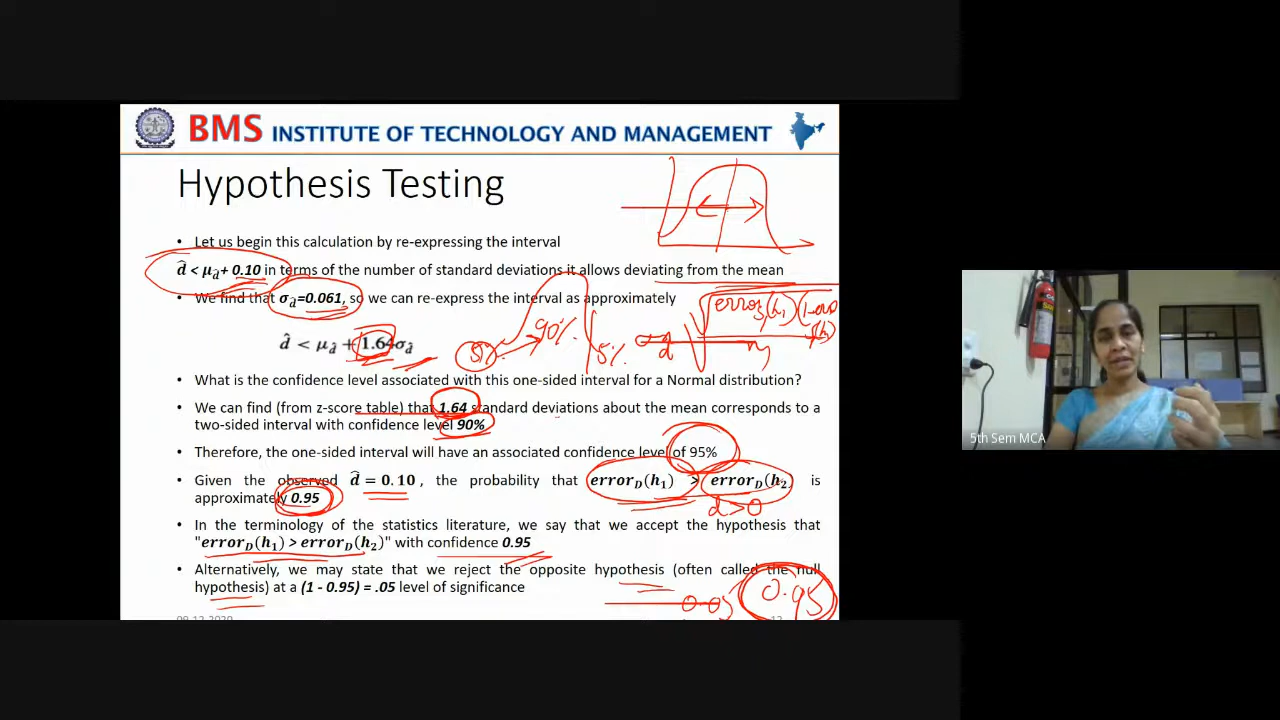 BMS INSTITUTE OF TECHNOLOGY AND MANAGEMENT
Hypothesis Testing
• Let us begin this calculation by re-expressing the interval
d̂ < μd̂ + 0.10 in terms of the number of standard deviations it allows deviating from the mean
• We find that σd̂=0.061, so we can re-express the interval as approximately
d̂ < μd̂ + 1.64σd̂
90%
5%
5%
d
error(h₁)(1-error
(h₁)
n₁
• What is the confidence level associated with this one-sided interval for a Normal distribution?
• We can find (from z-score table) that 1.64 standard deviations about the mean corresponds to a
two-sided interval with confidence level 90%
• Therefore, the one-sided interval will have an associated confidence level of 95%
• Given the observed d̂ = 0.10, the probability that errorD(h1) > errorD(h2) is
approximately 0.95
d>0
• In the terminology of the statistics literature, we say that we accept the hypothesis that
"errorD(h1) > errorD(h2)" with confidence 0.95
• Alternatively, we may state that we reject the opposite hypothesis (often called the null
hypothesis) at a (1 - 0.95) = .05 level of significance
0.05
0.95
5th Sem MCA